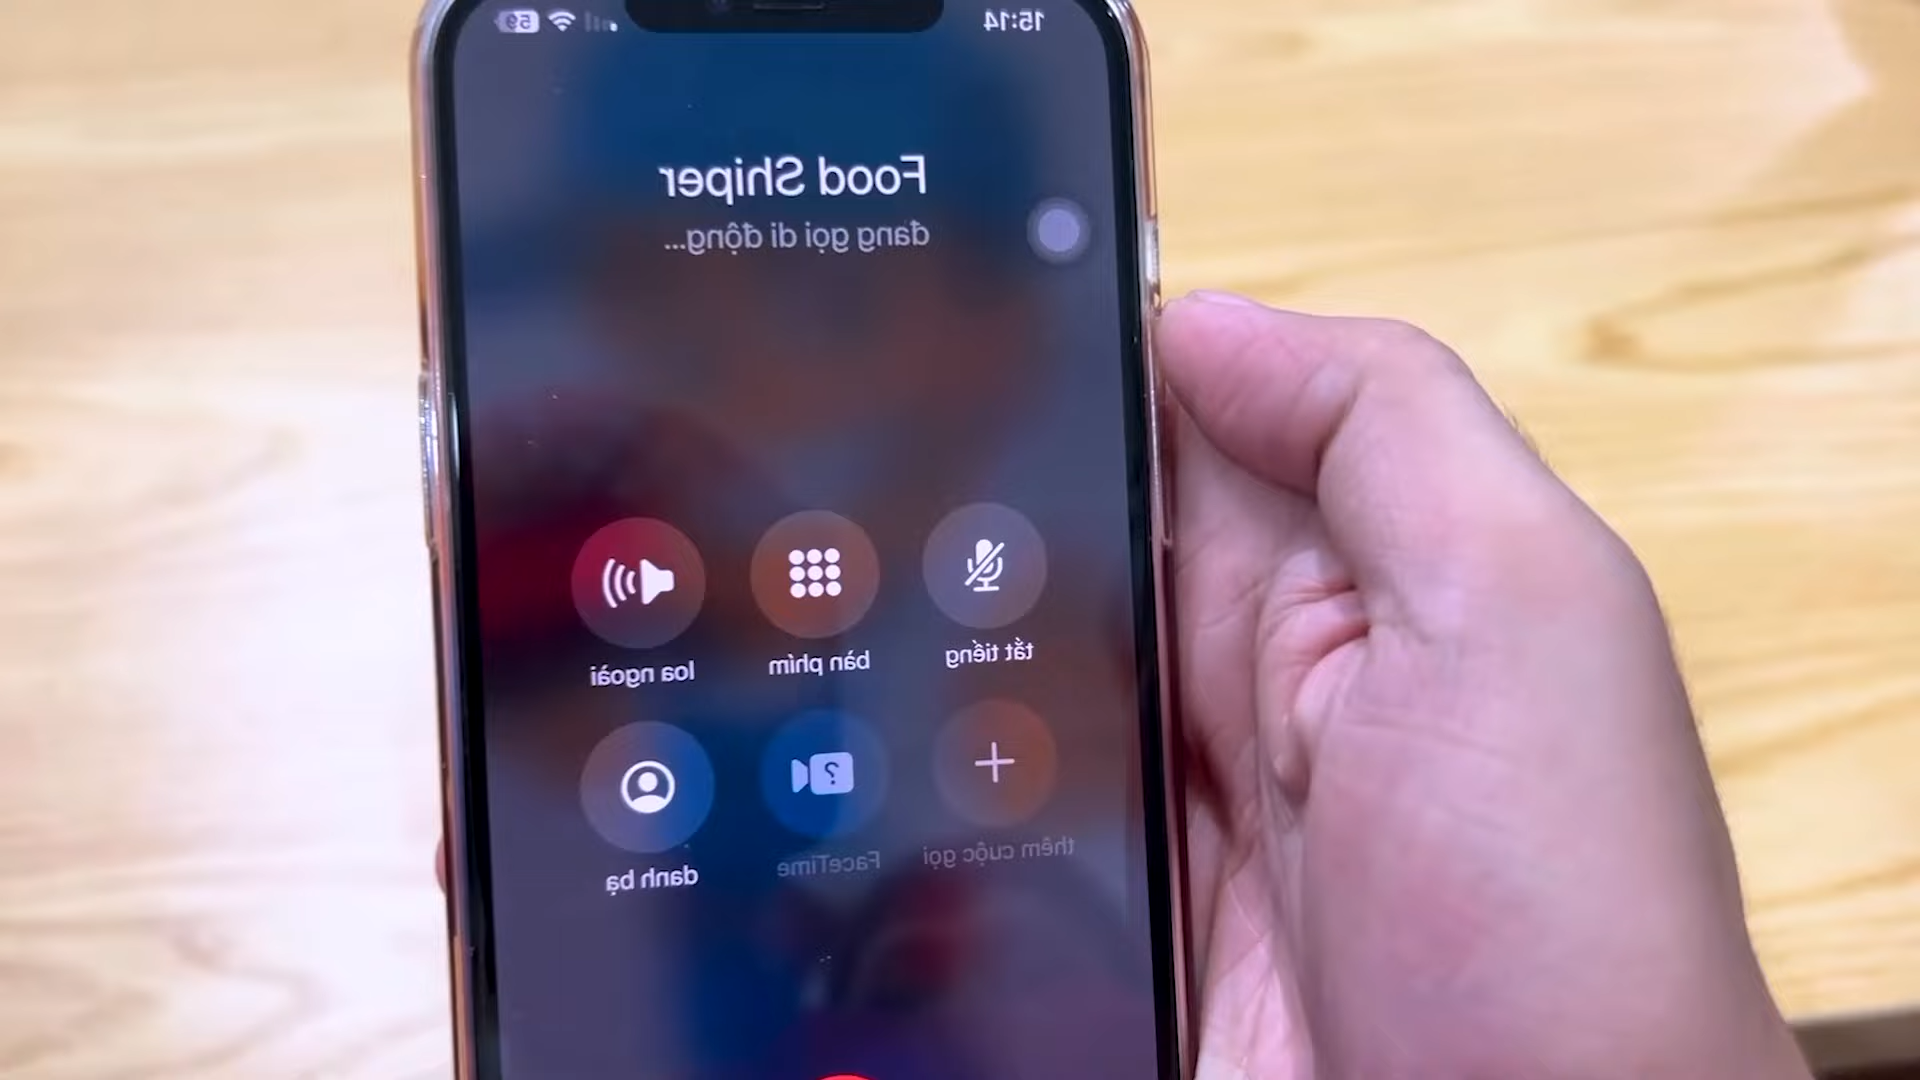 15:14 59
Food Shiper
đang gọi di động...
tắt tiếng bàn phím loa ngoài
thêm cuộc gọi FaceTime danh bạ